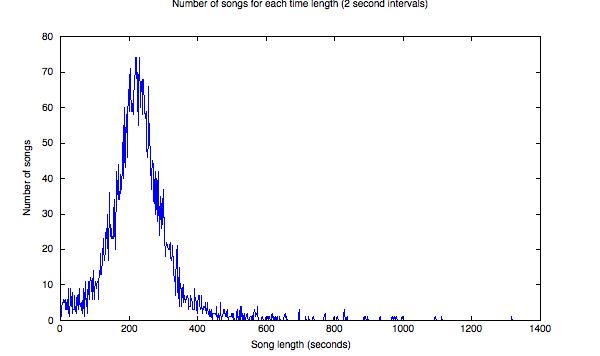 Number of songs for each time length (2 second intervals)
80
70
60
50
40
30
20
10
0
Number of songs
0 200 400 600 800 1000 1200 1400
Song length (seconds)